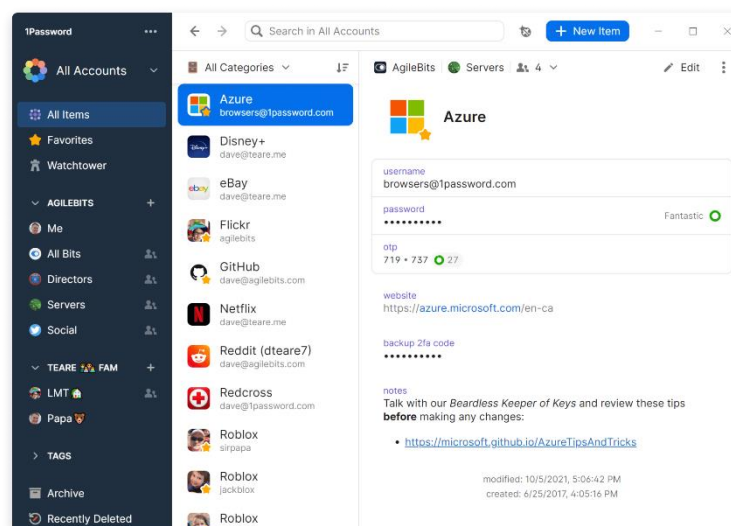 1Password
All Accounts
All Items
Favorites
Watchtower
AGILEBITS
Me
All Bits
Directors
Servers
Social
TEARE FAM
LMT
Papa
TAGS
Archive
Recently Deleted
Search in All Accounts
+ New Item
All Categories
Azure
browsers@1password.com
Disney+
dave@teare.me
eBay
dave@teare.me
Flickr
agilebits
GitHub
dave@agilebits.com
Netflix
dave@teare.me
Reddit (dteare7)
dave@agilebits.com
Redcross
dave@1password.com
Roblox
sirpapa
Roblox
jackblox
Roblox
AgileBits Servers 4
Edit
Azure
username
browsers@1password.com
password
•••••••••• Fantastic
otp
719 • 737 27
website
https://azure.microsoft.com/en-ca
backup 2fa code
••••••••••
notes
Talk with our Beardless Keeper of Keys and review these tips
before making any changes:
• https://microsoft.github.io/AzureTipsAndTricks
modified: 10/5/2021, 5:06:42 PM
created: 6/25/2017, 4:05:16 PM